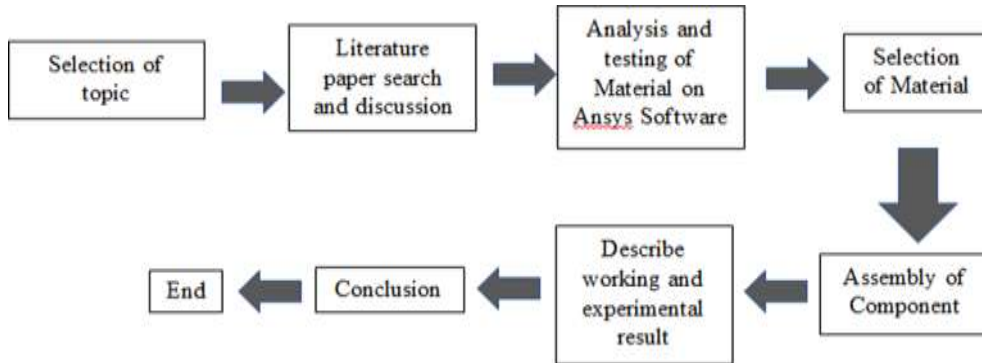 Selection of
topic
Literature
paper search
and discussion
Analysis and
testing of
Material on
Ansys Software
Selection
of Material
Assembly of
Component
Describe
working and
experimental
result
Conclusion
End